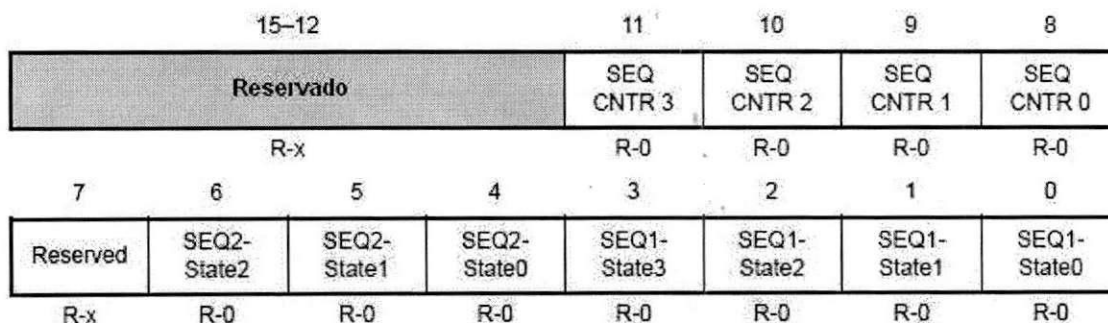 15–12 11 10 9 8
Reservado SEQ CNTR 3 SEQ CNTR 2 SEQ CNTR 1 SEQ CNTR 0
R-x R-0 R-0 R-0 R-0
7 6 5 4 3 2 1 0
Reserved SEQ2-State2 SEQ2-State1 SEQ2-State0 SEQ1-State3 SEQ1-State2 SEQ1-State1 SEQ1-State0
R-x R-0 R-0 R-0 R-0 R-0 R-0 R-0